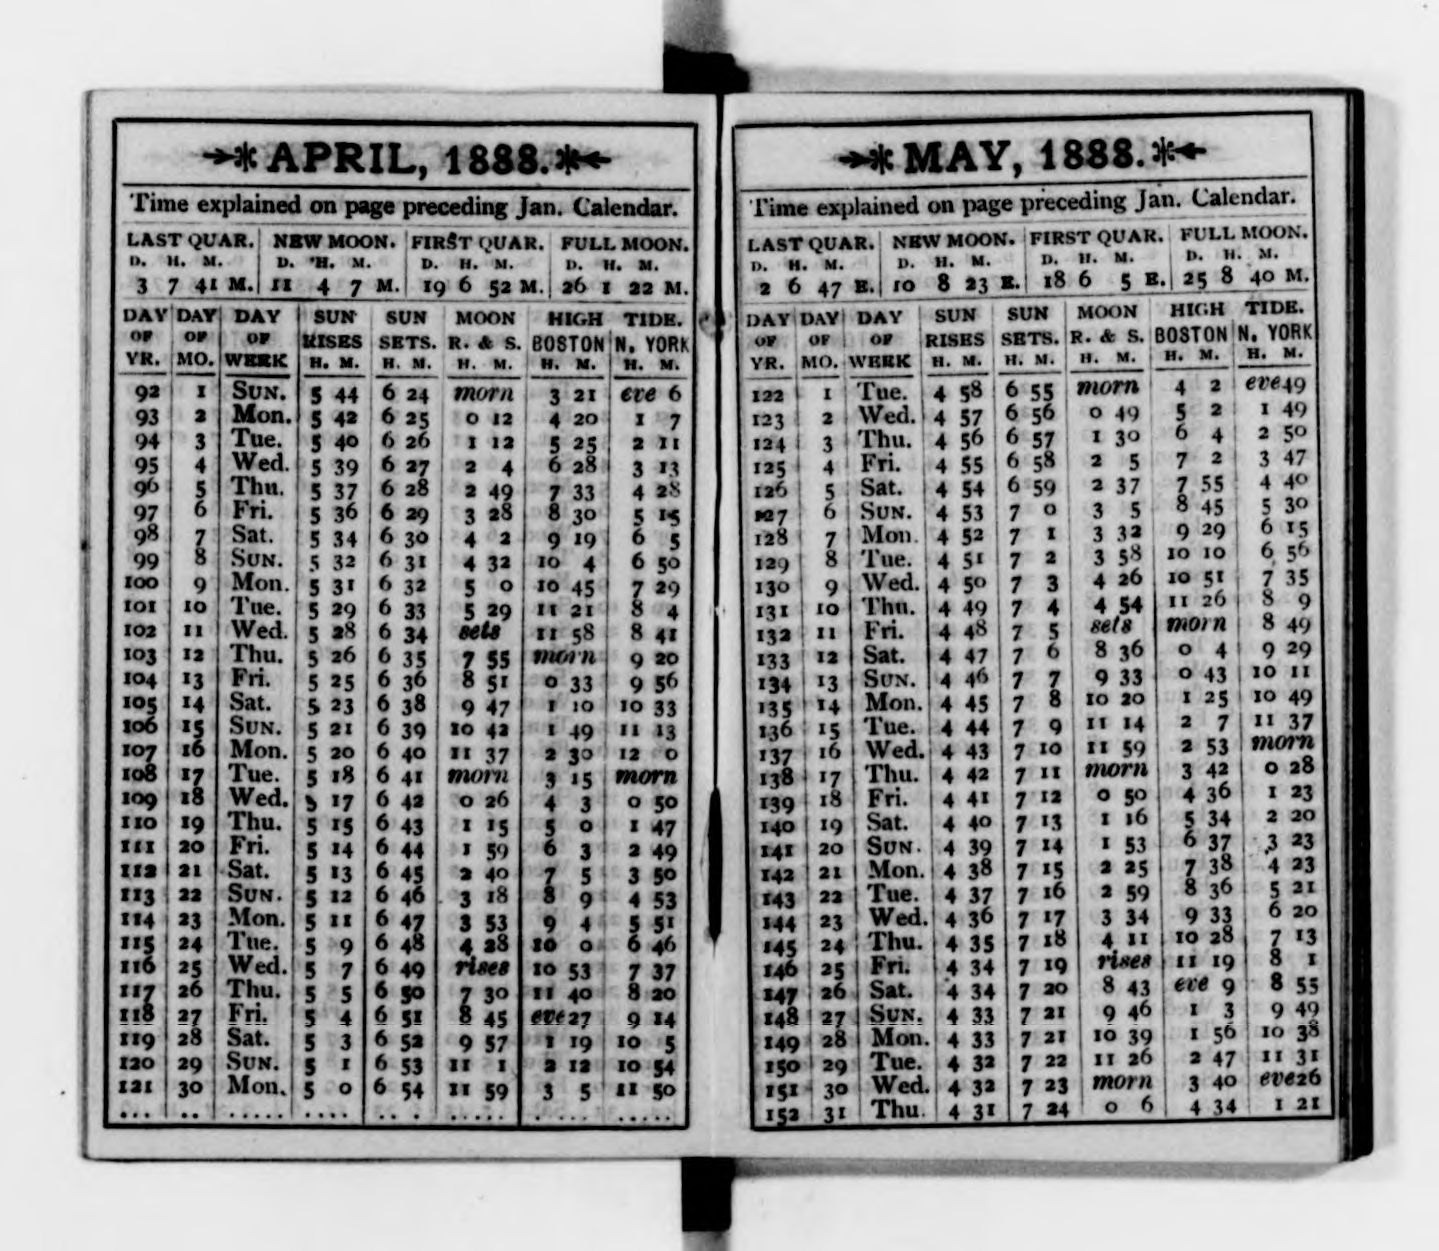 APRIL, 1888.
Time explained on page preceding Jan. Calendar.
LAST QUAR. NEW MOON. FIRST QUAR. FULL MOON.
D. H. M. D. H. M. D. H. M. D. H. M.
3 7 41 M. 11 4 7 M. 19 6 52 M. 26 1 22 M.
DAY DAY DAY SUN SUN MOON HIGH TIDE.
OF OF OF RISES SETS. R. & S. BOSTON N. YORK
YR. MO. WEEK H. M. H. M. H. M. H. M. H. M.
92 1 SUN. 5 44 6 24 morn 3 21 eve 6
93 2 Mon. 5 42 6 25 0 12 4 20 1 7
94 3 Tue. 5 40 6 26 1 12 5 25 2 11
95 4 Wed. 5 39 6 27 2 4 6 28 3 13
96 5 Thu. 5 37 6 28 2 49 7 33 4 28
97 6 Fri. 5 36 6 29 3 28 8 30 5 15
98 7 Sat. 5 34 6 30 4 2 9 19 6 5
99 8 SUN. 5 32 6 31 4 32 10 4 6 50
100 9 Mon. 5 31 6 32 5 0 10 45 7 29
101 10 Tue. 5 29 6 33 5 29 11 21 8 4
102 11 Wed. 5 28 6 34 sets 11 58 8 41
103 12 Thu. 5 26 6 35 7 55 morn 9 20
104 13 Fri. 5 25 6 36 8 51 0 33 9 56
105 14 Sat. 5 23 6 38 9 47 1 10 10 33
106 15 SUN. 5 21 6 39 10 42 1 49 11 13
107 16 Mon. 5 20 6 40 11 37 2 30 12 0
108 17 Tue. 5 18 6 41 morn 3 15 morn
109 18 Wed. 5 17 6 42 0 26 4 3 0 50
110 19 Thu. 5 15 6 43 1 15 5 0 1 47
111 20 Fri. 5 14 6 44 1 59 6 3 2 49
112 21 Sat. 5 13 6 45 2 40 7 5 3 50
113 22 SUN. 5 12 6 46 3 18 8 9 4 53
114 23 Mon. 5 11 6 47 3 53 9 4 5 51
115 24 Tue. 5 9 6 48 4 28 10 0 6 46
116 25 Wed. 5 7 6 49 rises 10 53 7 37
117 26 Thu. 5 5 6 50 7 30 11 40 8 20
118 27 Fri. 5 4 6 51 8 45 eve 27 9 14
119 28 Sat. 5 3 6 52 9 57 1 19 10 5
120 29 SUN. 5 1 6 53 11 1 2 12 10 54
121 30 Mon. 5 0 6 54 11 59 3 5 11 50
MAY, 1888.
Time explained on page preceding Jan. Calendar.
LAST QUAR. NEW MOON. FIRST QUAR. FULL MOON.
D. H. M. D. H. M. D. H. M. D. H. M.
2 6 47 E. 10 8 23 E. 18 6 5 E. 25 8 40 M.
DAY DAY DAY SUN SUN MOON HIGH TIDE.
OF OF OF RISES SETS. R. & S. BOSTON N. YORK
YR. MO. WEEK H. M. H. M. H. M. H. M. H. M.
122 1 Tue. 4 58 6 55 morn 4 2 eve 49
123 2 Wed. 4 57 6 56 0 49 5 2 1 49
124 3 Thu. 4 56 6 57 1 30 6 4 2 50
125 4 Fri. 4 55 6 58 2 5 7 2 3 47
126 5 Sat. 4 54 6 59 2 37 7 55 4 40
127 6 SUN. 4 53 7 0 3 5 8 45 5 30
128 7 Mon. 4 52 7 1 3 32 9 29 6 15
129 8 Tue. 4 51 7 2 3 58 10 10 6 56
130 9 Wed. 4 50 7 3 4 26 10 51 7 35
131 10 Thu. 4 49 7 4 4 54 11 26 8 9
132 11 Fri. 4 48 7 5 sets morn 8 49
133 12 Sat. 4 47 7 6 8 36 0 4 9 29
134 13 SUN. 4 46 7 7 9 33 0 43 10 11
135 14 Mon. 4 45 7 8 10 20 1 25 10 49
136 15 Tue. 4 44 7 9 11 14 2 7 11 37
137 16 Wed. 4 43 7 10 11 59 2 53 morn
138 17 Thu. 4 42 7 11 morn 3 42 0 28
139 18 Fri. 4 41 7 12 0 50 4 36 1 23
140 19 Sat. 4 40 7 13 1 16 5 34 2 20
141 20 SUN. 4 39 7 14 1 53 6 37 3 23
142 21 Mon. 4 38 7 15 2 25 7 38 4 23
143 22 Tue. 4 37 7 16 2 59 8 36 5 21
144 23 Wed. 4 36 7 17 3 34 9 33 6 20
145 24 Thu. 4 35 7 18 4 11 10 28 7 13
146 25 Fri. 4 34 7 19 rises 11 19 8 1
147 26 Sat. 4 34 7 20 8 43 eve 9 8 55
148 27 SUN. 4 33 7 21 9 46 1 3 9 49
149 28 Mon. 4 33 7 21 10 39 1 56 10 38
150 29 Tue. 4 32 7 22 11 26 2 47 11 31
151 30 Wed. 4 32 7 23 morn 3 40 eve 26
152 31 Thu. 4 31 7 24 0 6 4 34 1 21